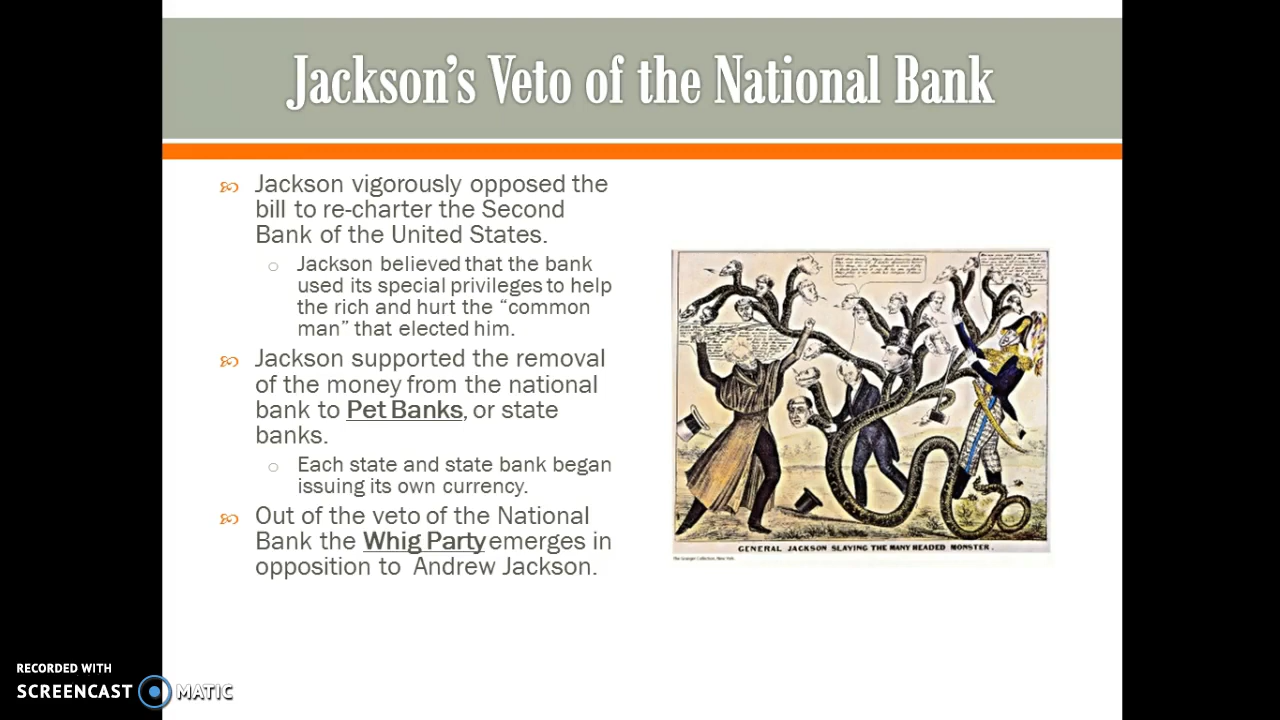 Jackson's Veto of the National Bank
Jackson vigorously opposed the
bill to re-charter the Second
Bank of the United States.
Jackson believed that the bank
used its special privileges to help
the rich and hurt the “common
man” that elected him.
Jackson supported the removal
of the money from the national
bank to Pet Banks, or state
banks.
Each state and state bank began
issuing its own currency.
Out of the veto of the National
Bank the Whig Party emerges in
opposition to Andrew Jackson.
GENERAL JACKSON SLAYING THE MANY HEADED MONSTER.
The Granger Collection, New York
RECORDED WITH
SCREENCAST MATIC